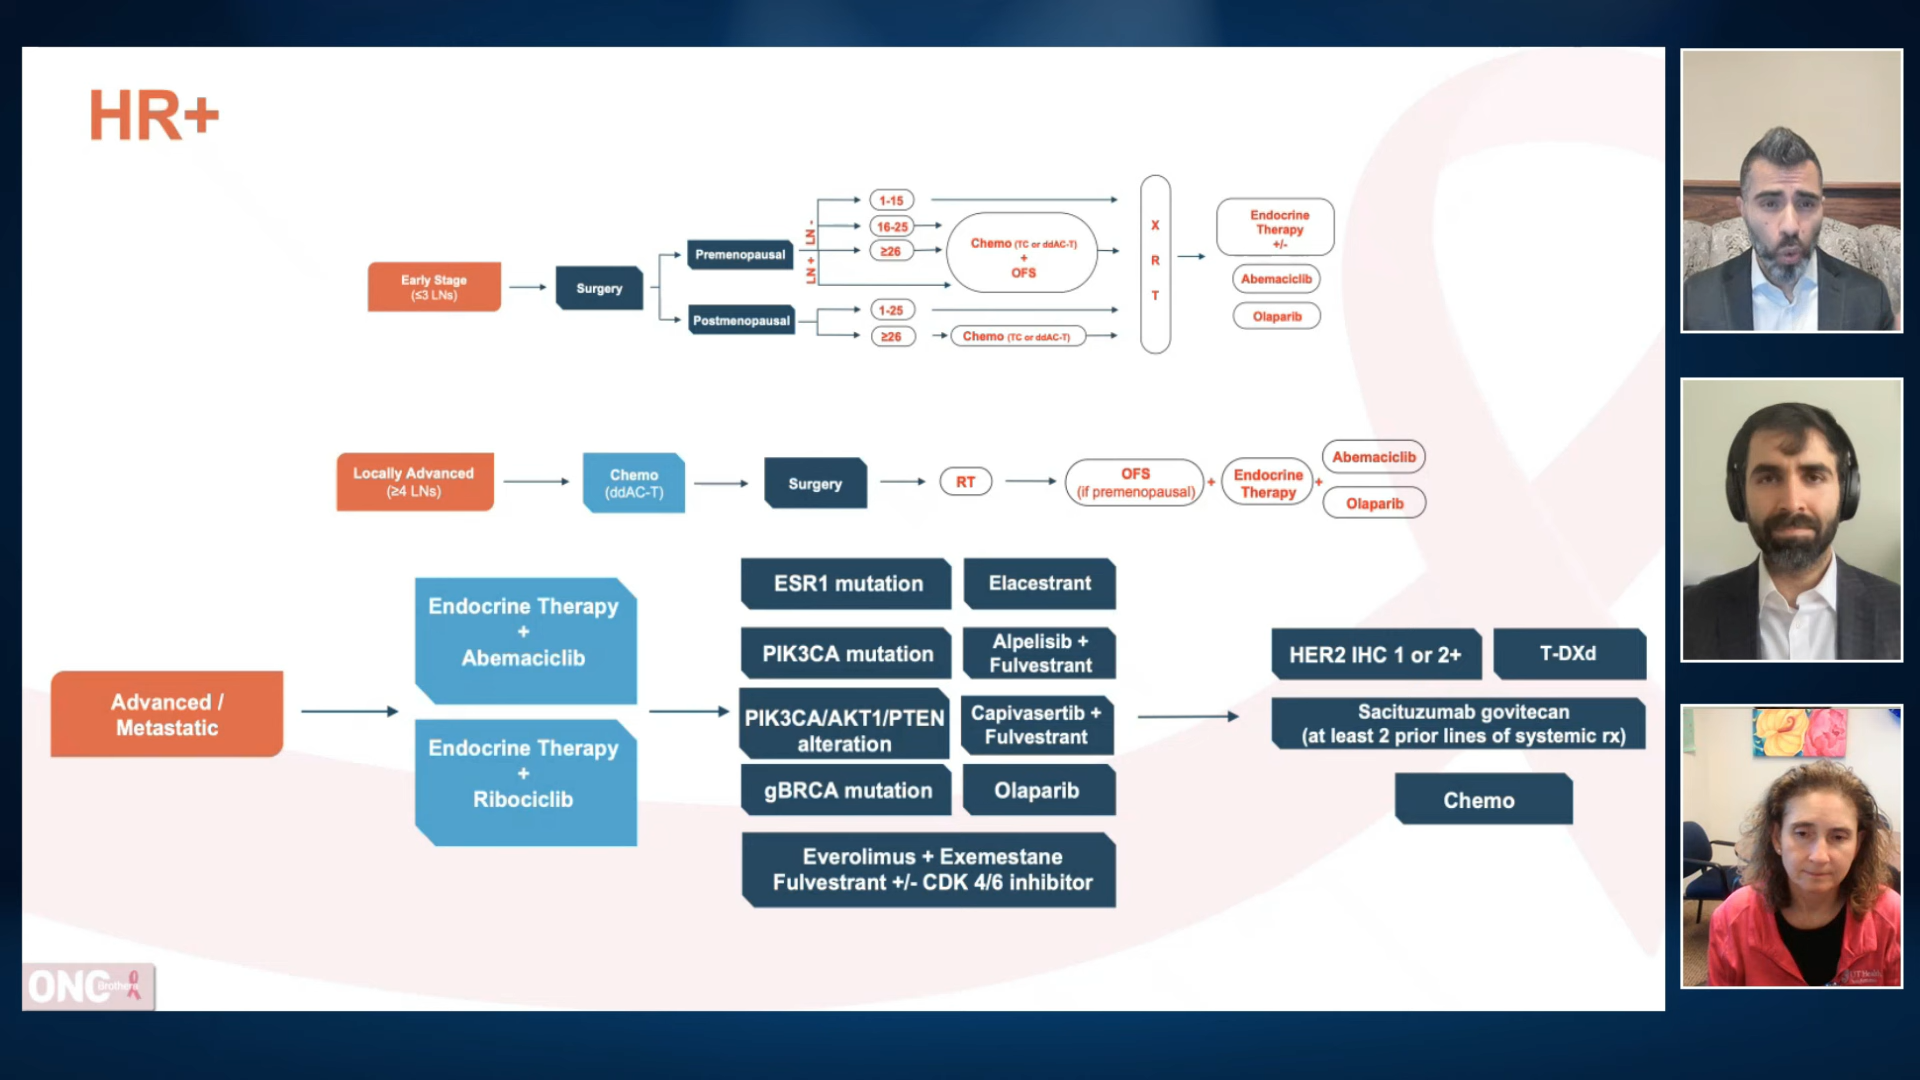 HR+
Early Stage
(≤3 LNs)
Surgery
Premenopausal
Postmenopausal
LN -
LN +
1-15
16-25
≥26
1-25
≥26
Chemo (TC or ddAC-T)
+
OFS
Chemo (TC or ddAC-T)
X
R
T
Endocrine
Therapy
+/-
Abemaciclib
Olaparib
Locally Advanced
(≥4 LNs)
Chemo
(ddAC-T)
Surgery
RT
OFS
(if premenopausal)
+
Endocrine
Therapy
+
Abemaciclib
Olaparib
Advanced /
Metastatic
Endocrine Therapy
+
Abemaciclib
Endocrine Therapy
+
Ribociclib
ESR1 mutation
Elacestrant
PIK3CA mutation
Alpelisib +
Fulvestrant
PIK3CA/AKT1/PTEN
alteration
Capivasertib +
Fulvestrant
gBRCA mutation
Olaparib
Everolimus + Exemestane
Fulvestrant +/- CDK 4/6 inhibitor
HER2 IHC 1 or 2+
T-DXd
Sacituzumab govitecan
(at least 2 prior lines of systemic rx)
Chemo
ONC Brothers
UT Health